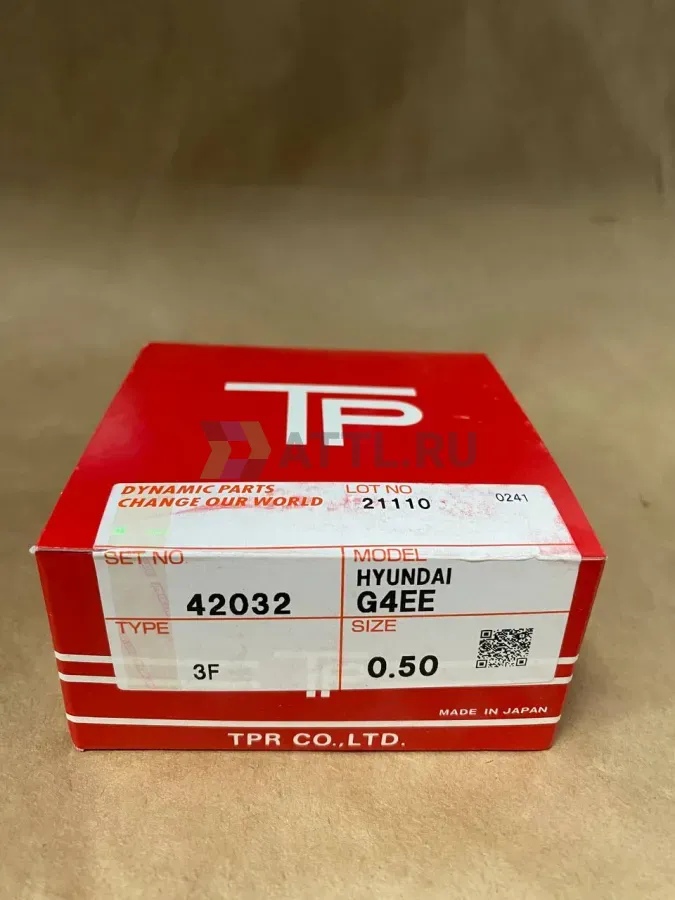 TP
ATTL.RU
DYNAMIC PARTS
CHANGE OUR WORLD
LOT NO
21110
0241
SET NO
42032
MODEL
HYUNDAI
G4EE
TYPE
3F
SIZE
0.50
TP
MADE IN JAPAN
TPR CO.,LTD.